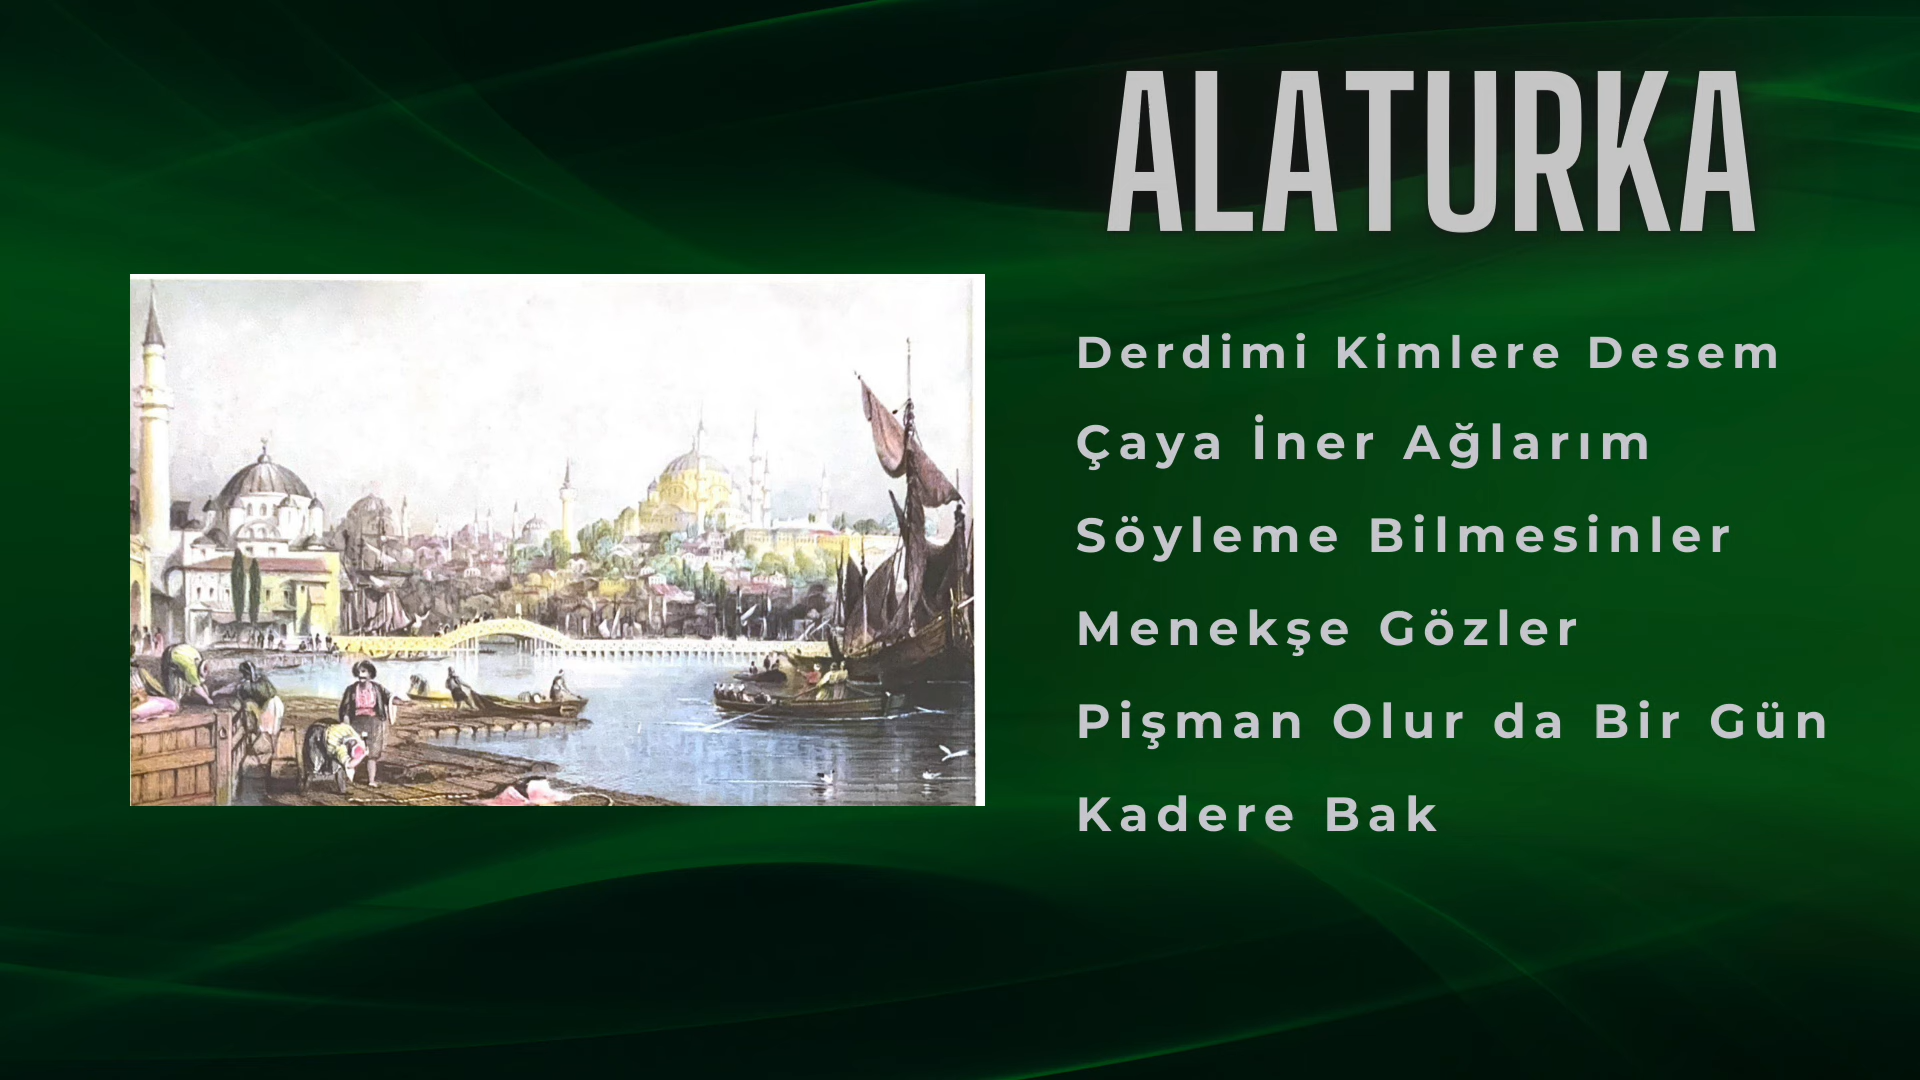 ALATURKA
Derdimi Kimlere Desem
Çaya İner Ağlarım
Söyleme Bilmesinler
Menekşe Gözler
Pişman Olur da Bir Gün
Kadere Bak